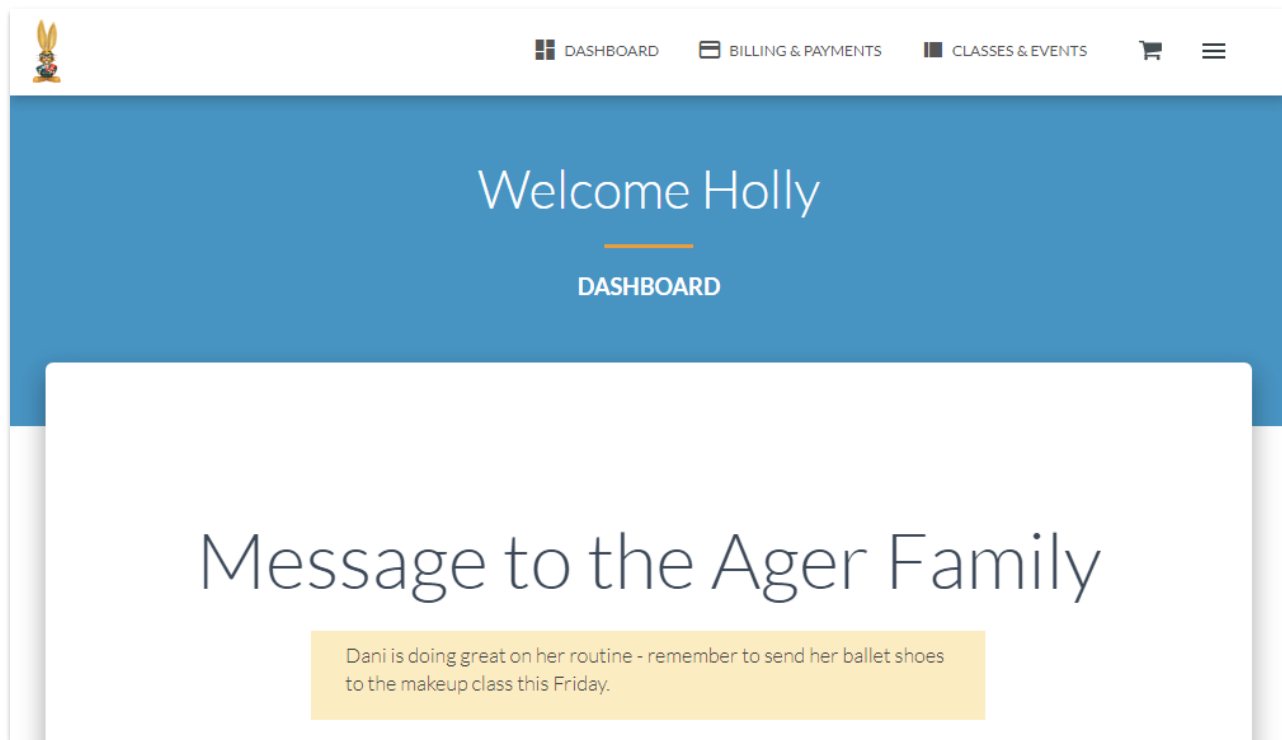 DASHBOARD BILLING & PAYMENTS CLASSES & EVENTS
Welcome Holly
DASHBOARD
Message to the Ager Family
Dani is doing great on her routine - remember to send her ballet shoes
to the makeup class this Friday.